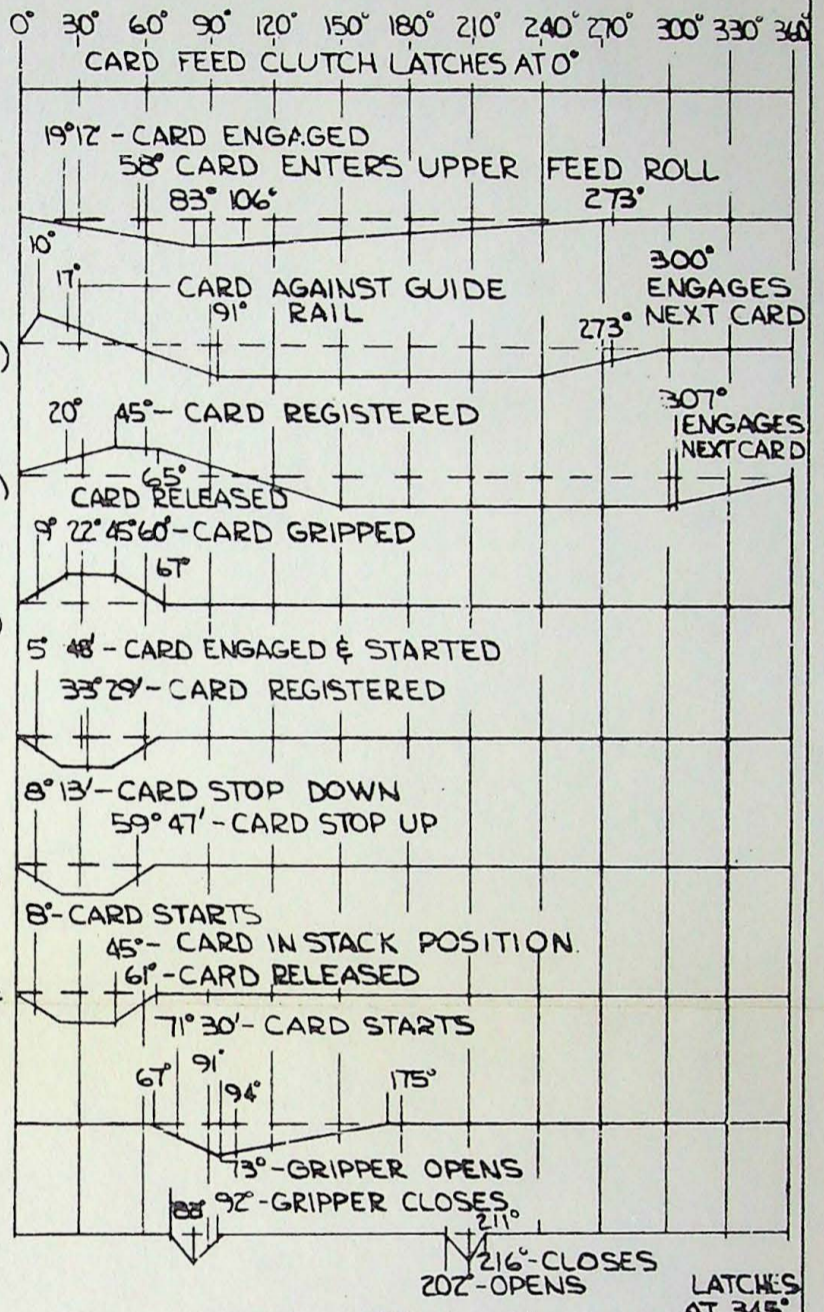 0° 30° 60° 90° 120° 150° 180° 210° 240° 270° 300° 330° 360°
CARD FEED CLUTCH LATCHES AT 0°
19°12' - CARD ENGAGED
58° CARD ENTERS UPPER FEED ROLL
83° 106° 273°
10°
17° CARD AGAINST GUIDE RAIL
91° 273°
300° ENGAGES NEXT CARD
20° 45° - CARD REGISTERED
307° ENGAGES NEXT CARD
65° CARD RELEASED
9° 22° 45° 60° - CARD GRIPPED
67°
5° 48' - CARD ENGAGED & STARTED
33° 29' - CARD REGISTERED
8° 13' - CARD STOP DOWN
59° 47' - CARD STOP UP
8° - CARD STARTS
45° - CARD IN STACK POSITION
61° - CARD RELEASED
71° 30' - CARD STARTS
67° 91° 94° 175°
73° - GRIPPER OPENS
88° 92° - GRIPPER CLOSES
211°
216° - CLOSES
202° - OPENS
LATCHES
AT 345°